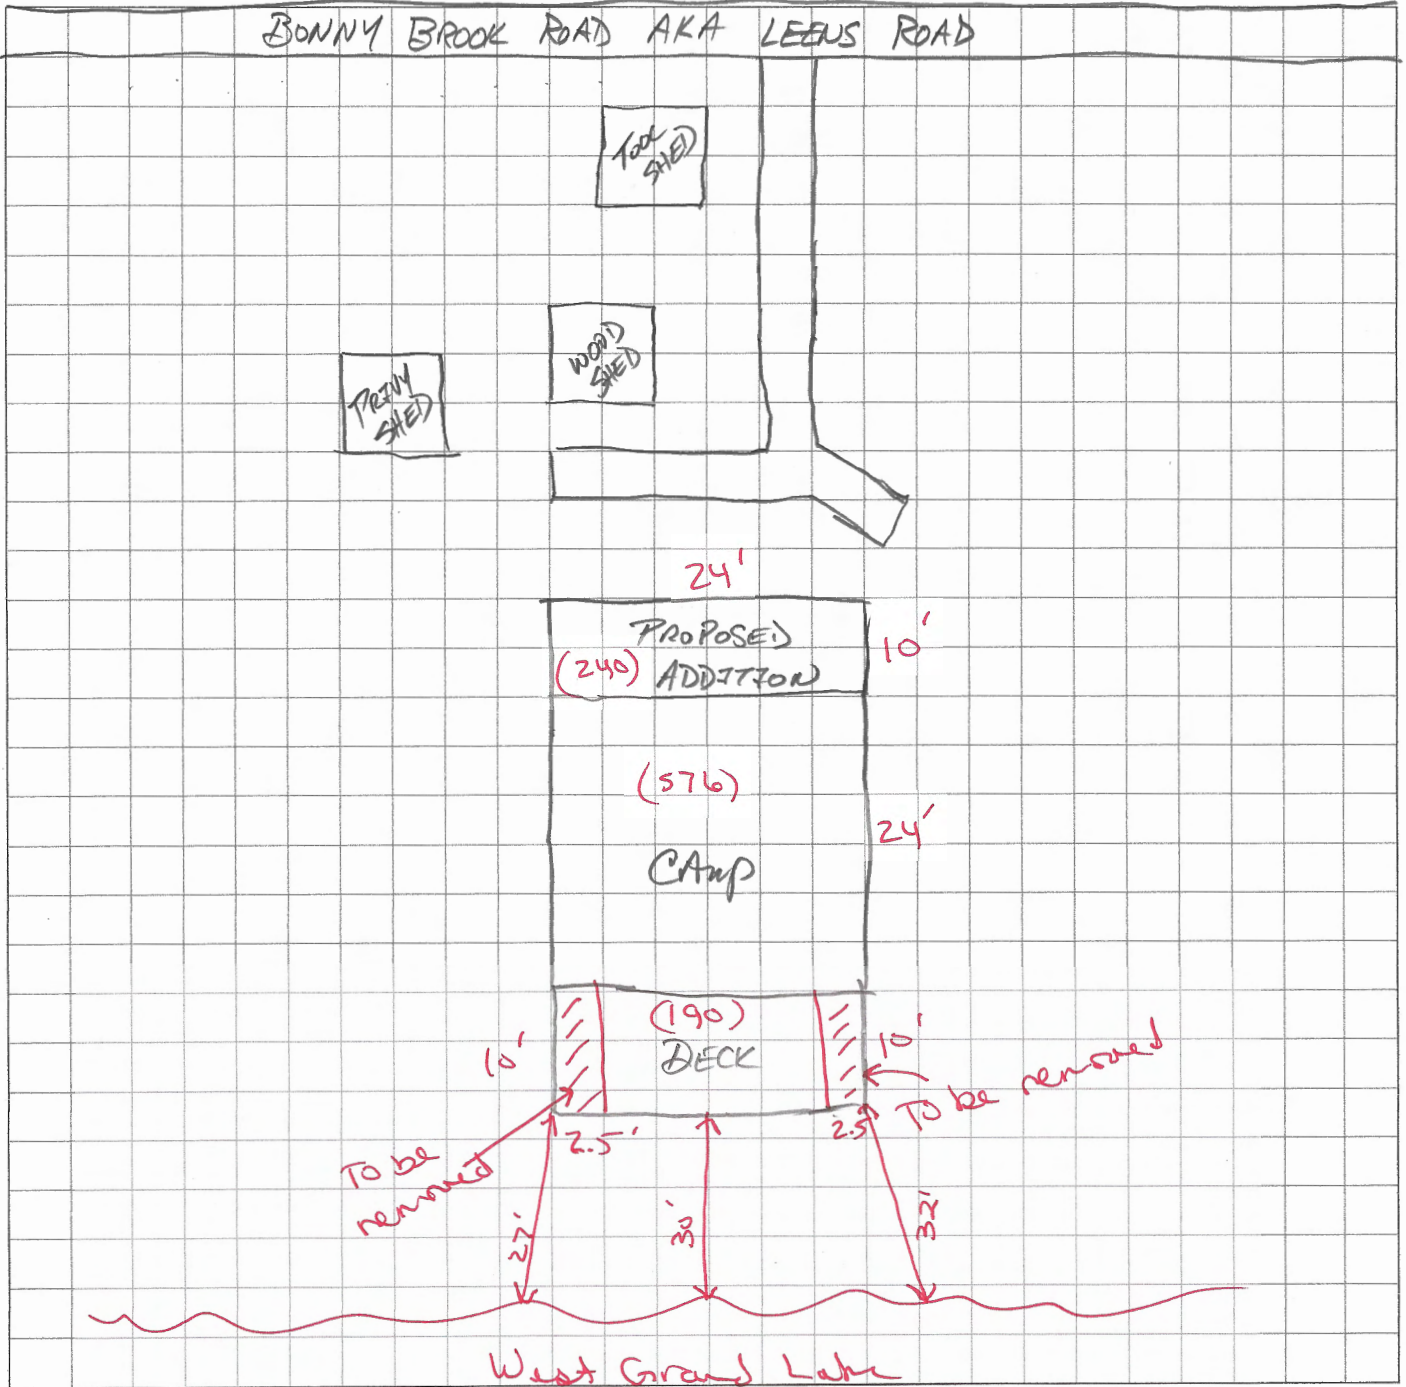 BONNY BROOK ROAD AKA LEENS ROAD
TOOL
SHED
WOOD
SHED
PRIVY
SHED
24'
PROPOSED
(240) ADDITION
10'
(576)
24'
CAMP
(190)
DECK
10'
10'
To be removed
2.5'
2.5'
To be
removed
27'
30'
32'
West Grand Lake